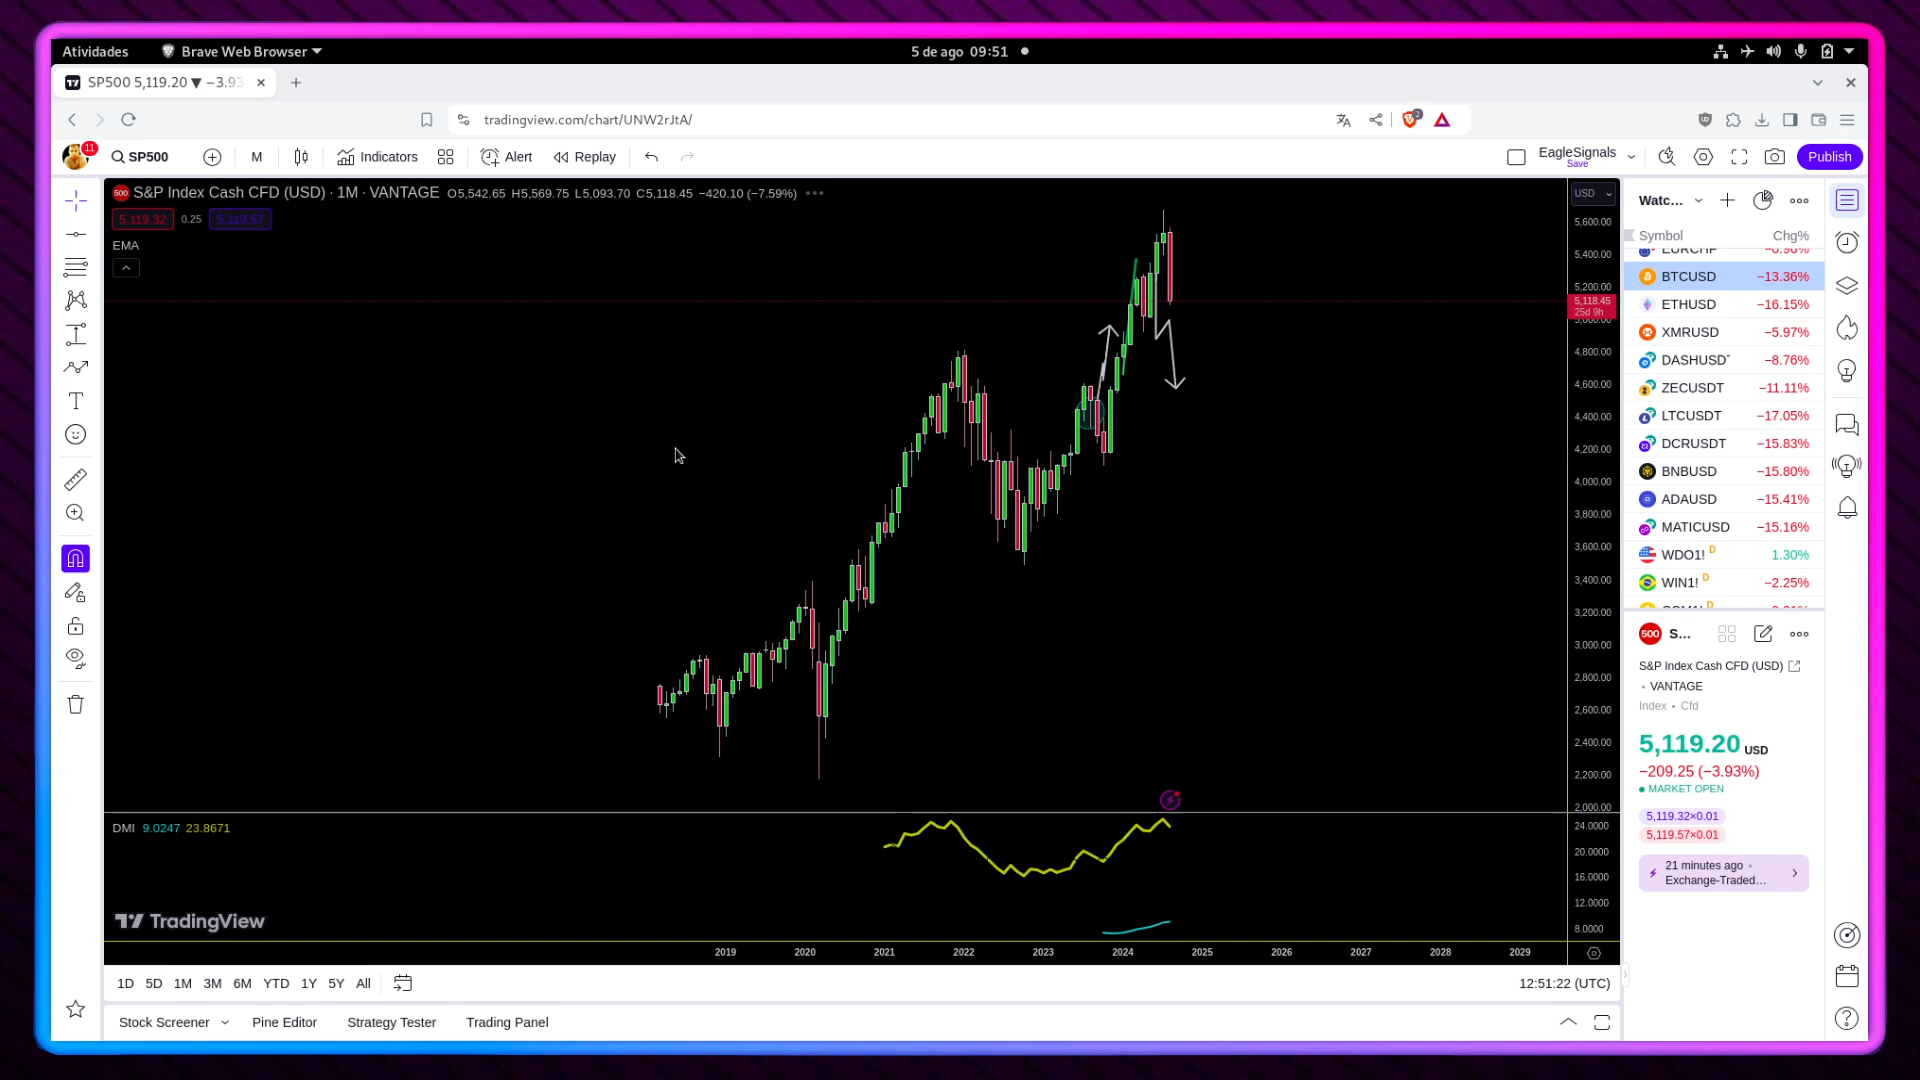 Atividades Brave Web Browser 5 de ago 09:51
SP500 5,119.20 ▼ −3.93
tradingview.com/chart/UNW2rJtA/ 2
11 SP500 M Indicators Alert Replay EagleSignals Save Publish
500 S&P Index Cash CFD (USD) · 1M · VANTAGE O5,542.65 H5,569.75 L5,093.70 C5,118.45 −420.10 (−7.59%)
5,119.32 0.25 5,119.57
EMA
USD
5,600.00
5,400.00
5,200.00
5,118.45
25d 9h
5,000.00
4,800.00
4,600.00
4,400.00
4,200.00
4,000.00
3,800.00
3,600.00
3,400.00
3,200.00
3,000.00
2,800.00
2,600.00
2,400.00
2,200.00
2,000.00
DMI 9.0247 23.8671
24.0000
20.0000
16.0000
12.0000
8.0000
TradingView
2019 2020 2021 2022 2023 2024 2025 2026 2027 2028 2029
1D 5D 1M 3M 6M YTD 1Y 5Y All 12:51:22 (UTC)
Stock Screener Pine Editor Strategy Tester Trading Panel
Watc...
Symbol Chg%
EURCHF −0.96%
BTCUSD −13.36%
ETHUSD −16.15%
XMRUSD −5.97%
DASHUSDT −8.76%
ZECUSDT −11.11%
LTCUSDT −17.05%
DCRUSDT −15.83%
BNBUSD −15.80%
ADAUSD −15.41%
MATICUSD −15.16%
WDO1! D 1.30%
WIN1! D −2.25%
500 S...
S&P Index Cash CFD (USD)
• VANTAGE
Index • Cfd
5,119.20 USD
−209.25 (−3.93%)
MARKET OPEN
5,119.32×0.01
5,119.57×0.01
21 minutes ago •
Exchange-Traded...